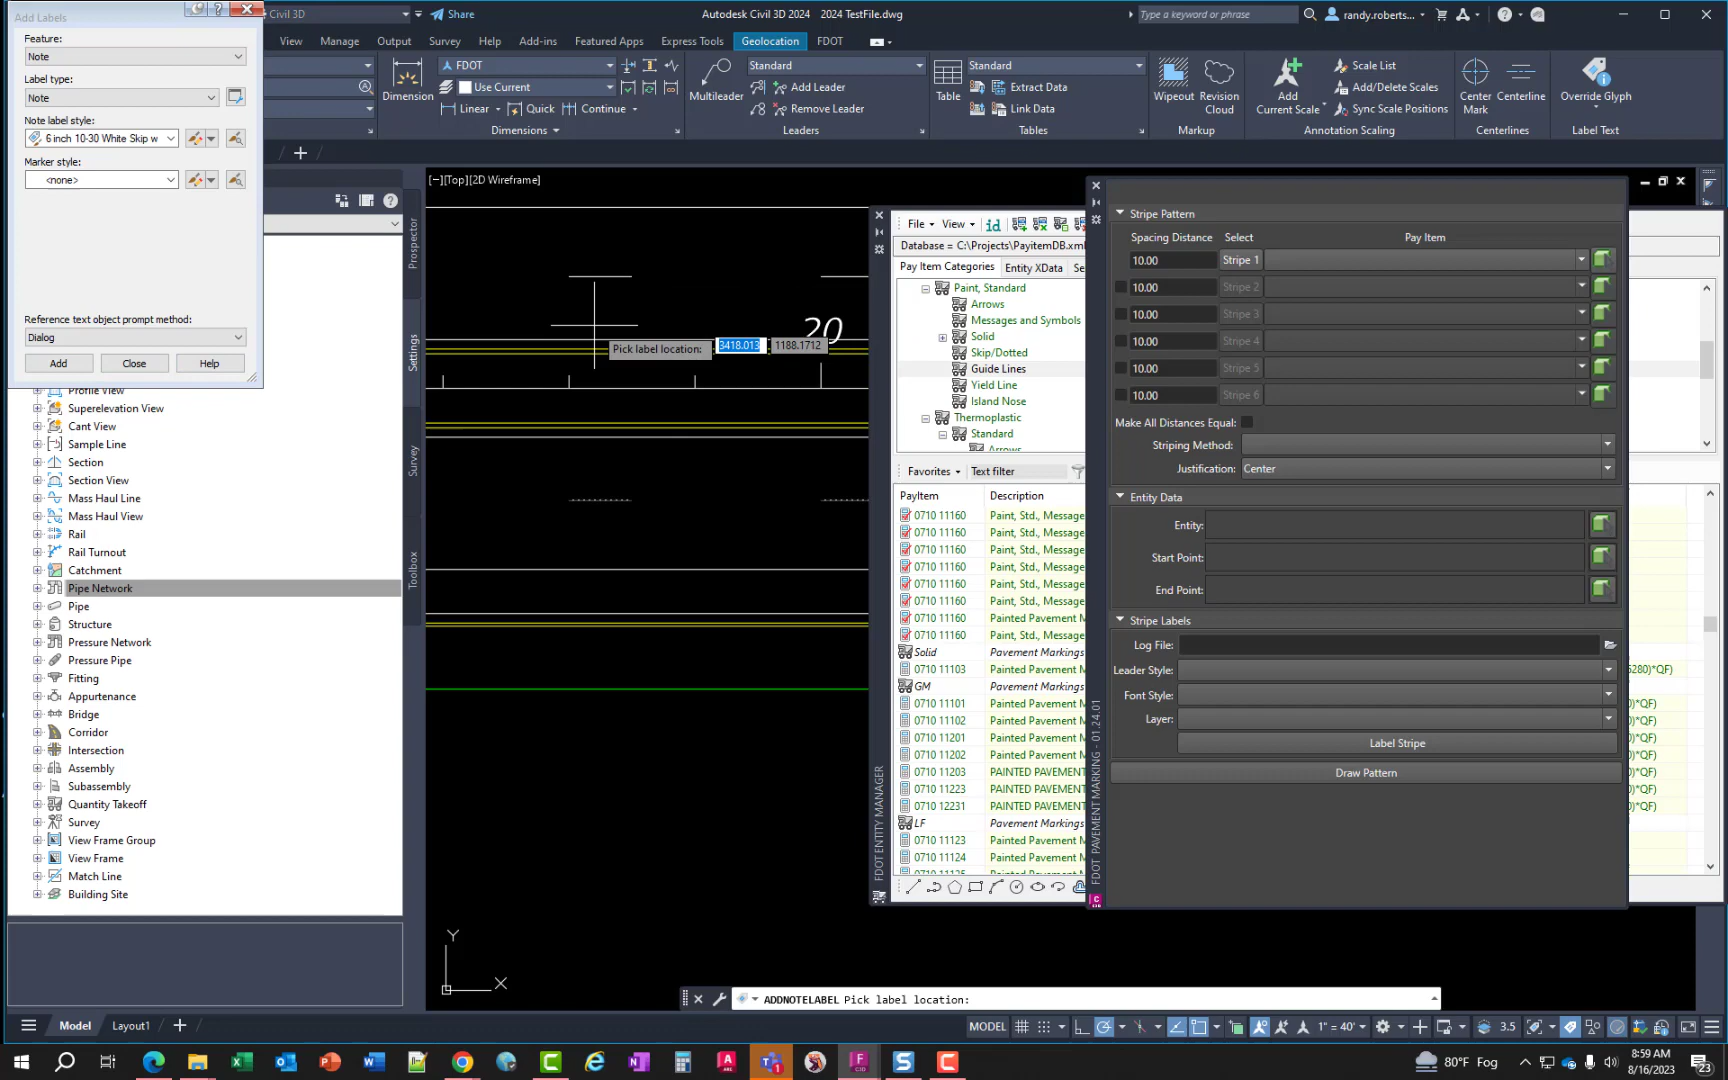 Add Labels
Civil 3D
Share
Autodesk Civil 3D 2024 2024 TestFile.dwg
Type a keyword or phrase
randy.roberts...
View Manage Output Survey Help Add-ins Featured Apps Express Tools Geolocation FDOT
Feature:
Note
Label type:
Note
Note label style:
6 inch 10-30 White Skip w
Marker style:
<none>
Reference text object prompt method:
Dialog
Add Close Help
Dimension
FDOT
Use Current
Linear Quick Continue
Dimensions
Multileader
Standard
Add Leader
Remove Leader
Leaders
Table
Standard
Extract Data
Link Data
Tables
Wipeout Revision Cloud
Markup
Add Current Scale
Scale List
Add/Delete Scales
Sync Scale Positions
Annotation Scaling
Center Mark Centerline
Centerlines
Override Glyph
Label Text
Prospector
Settings
Survey
Toolbox
Profile View
Superelevation View
Cant View
Sample Line
Section
Section View
Mass Haul Line
Mass Haul View
Rail
Rail Turnout
Catchment
Pipe Network
Pipe
Structure
Pressure Network
Pressure Pipe
Fitting
Appurtenance
Bridge
Corridor
Intersection
Assembly
Subassembly
Quantity Takeoff
Survey
View Frame Group
View Frame
Match Line
Building Site
[−][Top][2D Wireframe]
20
Pick label location: 3418.013 1188.1712
Y
X
File View id
Database = C:\Projects\PayitemDB.xml
Pay Item Categories Entity XData Se
Paint, Standard
Arrows
Messages and Symbols
Solid
Skip/Dotted
Guide Lines
Yield Line
Island Nose
Thermoplastic
Standard
Arrows
Favorites Text filter
PayItem Description
0710 11160 Paint, Std., Message
0710 11160 Paint, Std., Message
0710 11160 Paint, Std., Message
0710 11160 Paint, Std., Message
0710 11160 Paint, Std., Message
0710 11160 Paint, Std., Message
0710 11160 Painted Pavement M
0710 11160 Paint, Std., Message
Solid Pavement Markings
0710 11103 Painted Pavement M 5280)*QF)
GM Pavement Markings
0710 11101 Painted Pavement M )*QF)
0710 11102 Painted Pavement M )*QF)
0710 11201 Painted Pavement M )*QF)
0710 11202 Painted Pavement M )*QF)
0710 11203 PAINTED PAVEMENT )*QF)
0710 11223 PAINTED PAVEMENT )*QF)
0710 12231 PAINTED PAVEMENT )*QF)
LF Pavement Markings
0710 11123 Painted Pavement M
0710 11124 Painted Pavement M
0710 11125 Painted Pavement M
FDOT ENTITY MANAGER
FDOT PAVEMENT MARKING - 01.24.01
Stripe Pattern
Spacing Distance Select Pay Item
10.00 Stripe 1
10.00 Stripe 2
10.00 Stripe 3
10.00 Stripe 4
10.00 Stripe 5
10.00 Stripe 6
Make All Distances Equal:
Striping Method:
Justification: Center
Entity Data
Entity:
Start Point:
End Point:
Stripe Labels
Log File:
Leader Style:
Font Style:
Layer:
Label Stripe
Draw Pattern
ADDNOTELABEL Pick label location:
Model Layout1
MODEL 1" = 40' 3.5
80°F Fog
8:59 AM
8/16/2023
23